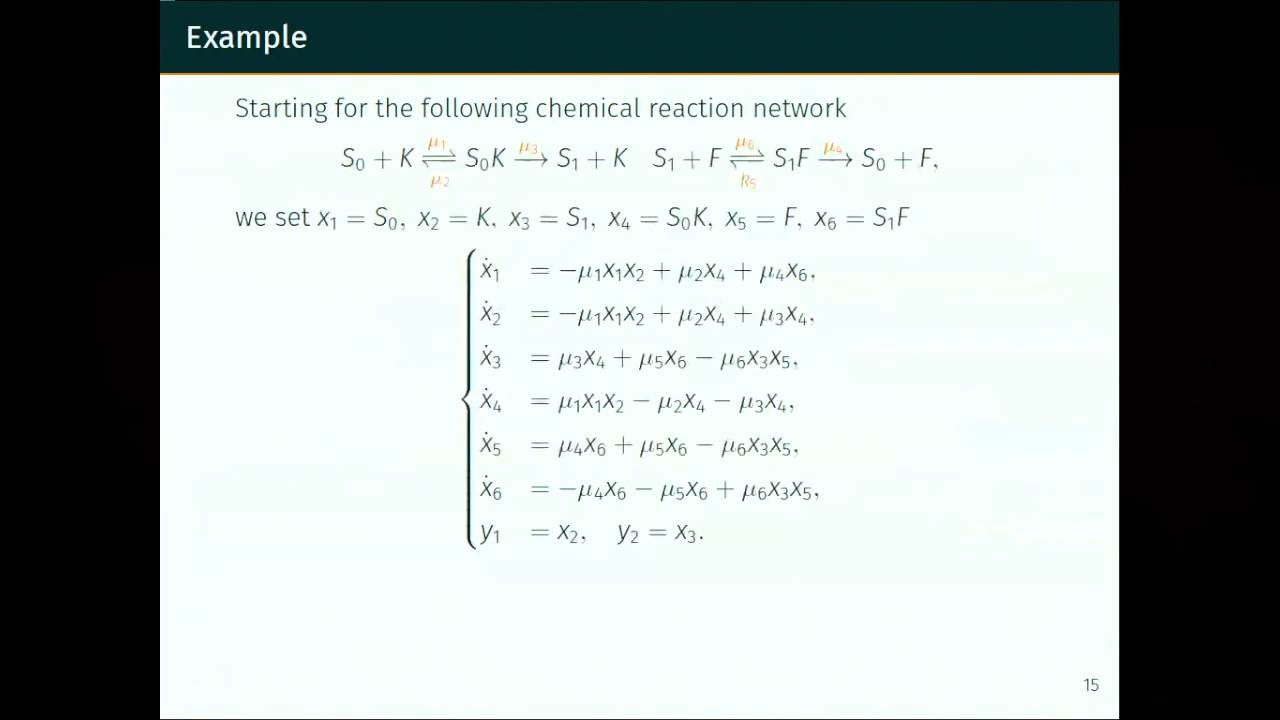 Example
Starting for the following chemical reaction network
S₀ + K ⇌ S₀K → S₁ + K   S₁ + F ⇌ S₁F → S₀ + F,
μ₁ μ₃ μ₆ μ₄
μ₂ k₅
we set x₁ = S₀, x₂ = K, x₃ = S₁, x₄ = S₀K, x₅ = F, x₆ = S₁F
ẋ₁ = −μ₁x₁x₂ + μ₂x₄ + μ₄x₆,
ẋ₂ = −μ₁x₁x₂ + μ₂x₄ + μ₃x₄,
ẋ₃ = μ₃x₄ + μ₅x₆ − μ₆x₃x₅,
ẋ₄ = μ₁x₁x₂ − μ₂x₄ − μ₃x₄,
ẋ₅ = μ₄x₆ + μ₅x₆ − μ₆x₃x₅,
ẋ₆ = −μ₄x₆ − μ₅x₆ + μ₆x₃x₅,
y₁ = x₂, y₂ = x₃.
15